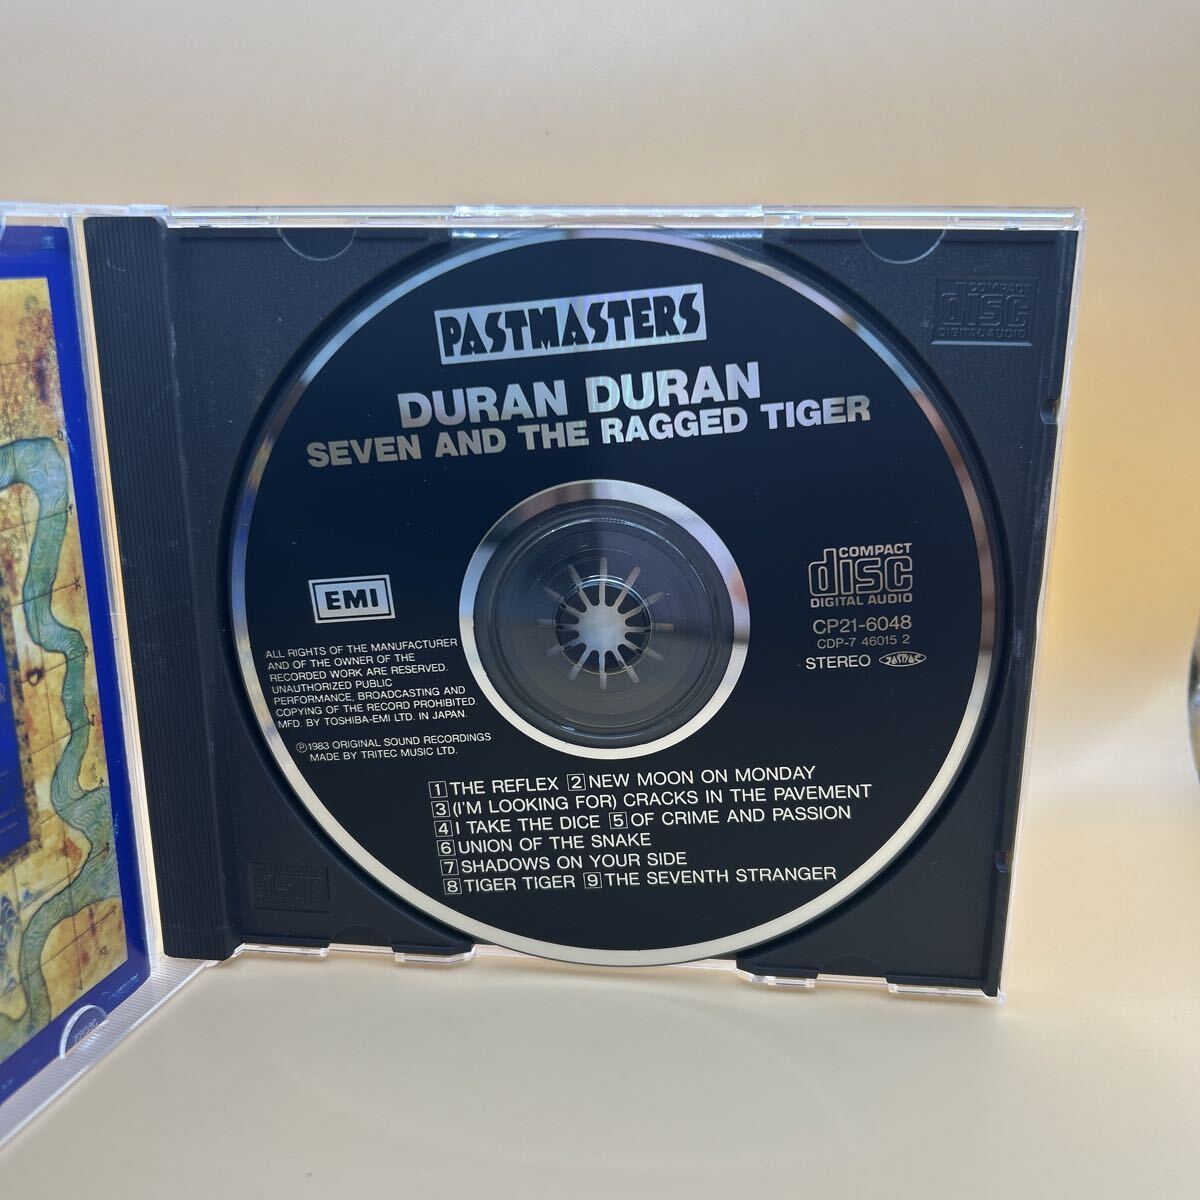 PASTMASTERS
DURAN DURAN
SEVEN AND THE RAGGED TIGER
EMI
ALL RIGHTS OF THE MANUFACTURER
AND OF THE OWNER OF THE
RECORDED WORK ARE RESERVED.
UNAUTHORIZED PUBLIC
PERFORMANCE, BROADCASTING AND
COPYING OF THE RECORD PROHIBITED.
MFD. BY TOSHIBA-EMI LTD. IN JAPAN.
Ⓟ1983 ORIGINAL SOUND RECORDINGS
MADE BY TRITEC MUSIC LTD.
COMPACT
disc
DIGITAL AUDIO
CP21-6048
CDP-7 46015 2
STEREO JASRAC
1 THE REFLEX 2 NEW MOON ON MONDAY
3 (I'M LOOKING FOR) CRACKS IN THE PAVEMENT
4 I TAKE THE DICE 5 OF CRIME AND PASSION
6 UNION OF THE SNAKE
7 SHADOWS ON YOUR SIDE
8 TIGER TIGER 9 THE SEVENTH STRANGER
COMPACT
disc
DIGITAL AUDIO